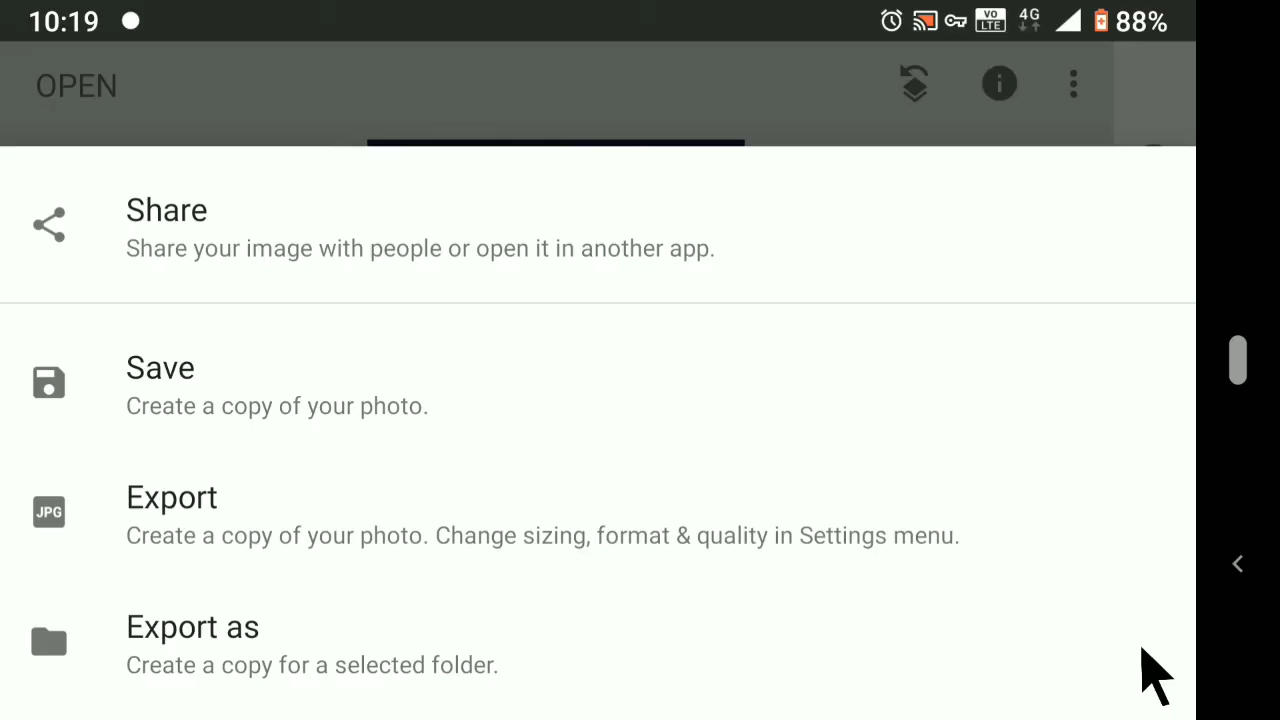 10:19 VO LTE 4G 88%
OPEN
Share
Share your image with people or open it in another app.
Save
Create a copy of your photo.
JPG
Export
Create a copy of your photo. Change sizing, format & quality in Settings menu.
Export as
Create a copy for a selected folder.